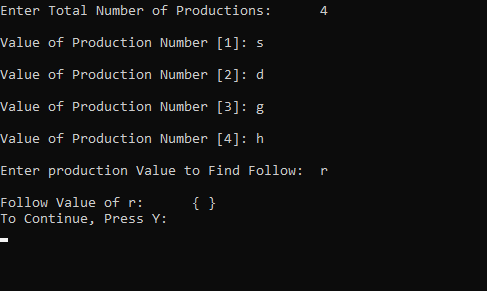 Enter Total Number of Productions:      4
Value of Production Number [1]: s
Value of Production Number [2]: d
Value of Production Number [3]: g
Value of Production Number [4]: h
Enter production Value to Find Follow:  r
Follow Value of r:      { }
To Continue, Press Y: